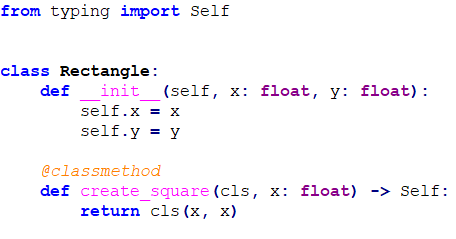 from typing import Self
class Rectangle:
    def __init__(self, x: float, y: float):
        self.x = x
        self.y = y
    @classmethod
    def create_square(cls, x: float) -> Self:
        return cls(x, x)